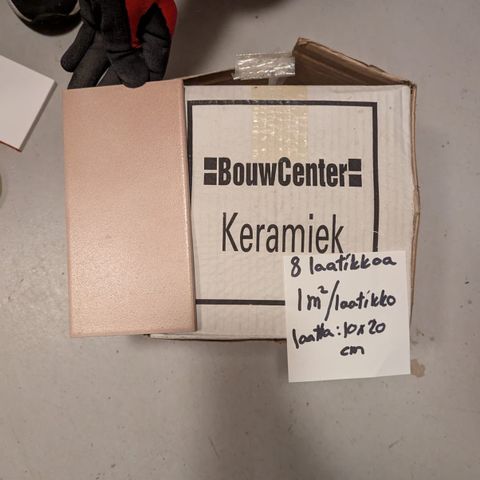 BouwCenter
Keramiek
8 laatikkoa
1 m²/laatikko
laatta: 10x20
cm